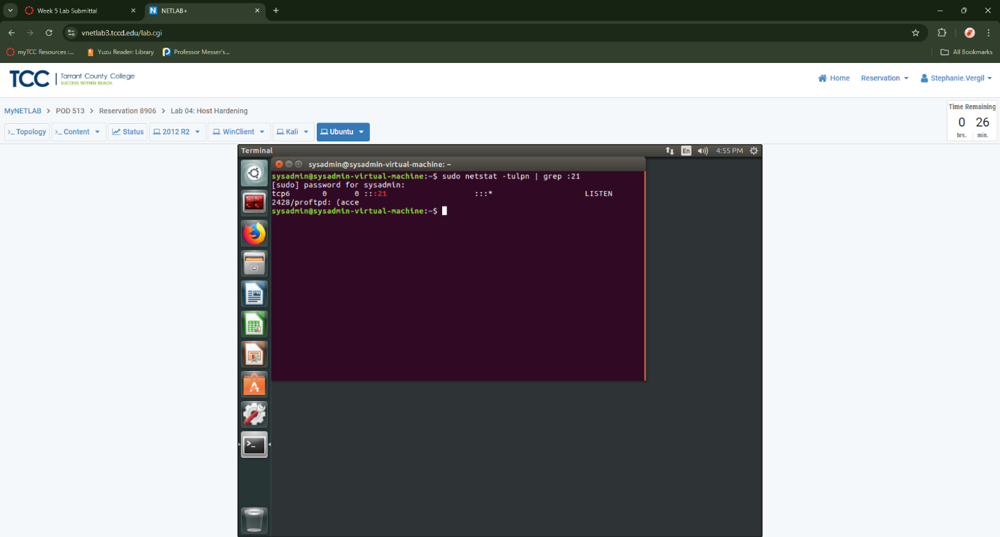 Week 5 Lab Submittal
NETLAB+
vnetlab3.tccd.edu/lab.cgi
myTCC Resources :...
Yuzu Reader: Library
Professor Messer's...
All Bookmarks
TCC
Tarrant County College
SUCCESS WITHIN REACH.
Home
Reservation
Stephanie.Vergil
MyNETLAB > POD 513 > Reservation 8906 > Lab 04: Host Hardening
Time Remaining
0 26
hrs. min.
>_ Topology
>_ Content
Status
2012 R2
WinClient
Kali
Ubuntu
Terminal
En
4:55 PM
sysadmin@sysadmin-virtual-machine: ~
sysadmin@sysadmin-virtual-machine:~$ sudo netstat -tulpn | grep :21
[sudo] password for sysadmin:
tcp6       0      0 :::21                   :::*                    LISTEN
2428/proftpd: (acce
sysadmin@sysadmin-virtual-machine:~$